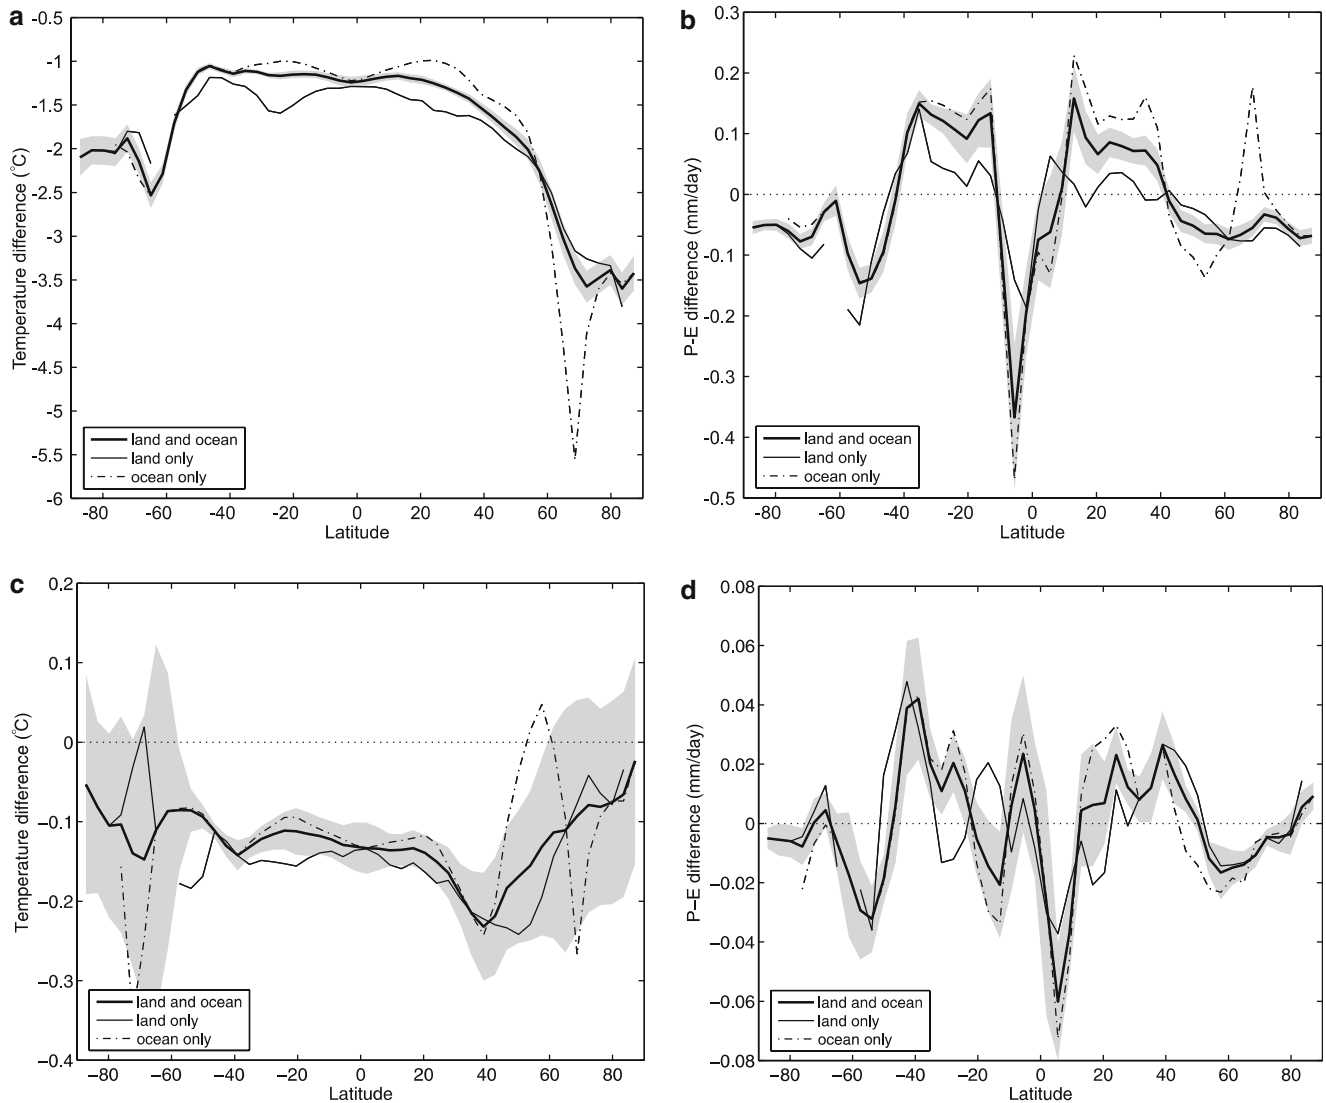 a
-0.5
-1
-1.5
-2
-2.5
-3
-3.5
-4
-4.5
-5
-5.5
-6
Temperature difference (°C)
land and ocean
land only
ocean only
-80 -60 -40 -20 0 20 40 60 80
Latitude
b
0.3
0.2
0.1
0
-0.1
-0.2
-0.3
-0.4
-0.5
P-E difference (mm/day)
land and ocean
land only
ocean only
-80 -60 -40 -20 0 20 40 60 80
Latitude
c
0.2
0.1
0
−0.1
−0.2
−0.3
−0.4
Temperature difference (°C)
land and ocean
land only
ocean only
−80 −60 −40 −20 0 20 40 60 80
Latitude
d
0.08
0.06
0.04
0.02
0
−0.02
−0.04
−0.06
−0.08
P−E difference (mm/day)
land and ocean
land only
ocean only
−80 −60 −40 −20 0 20 40 60 80
Latitude